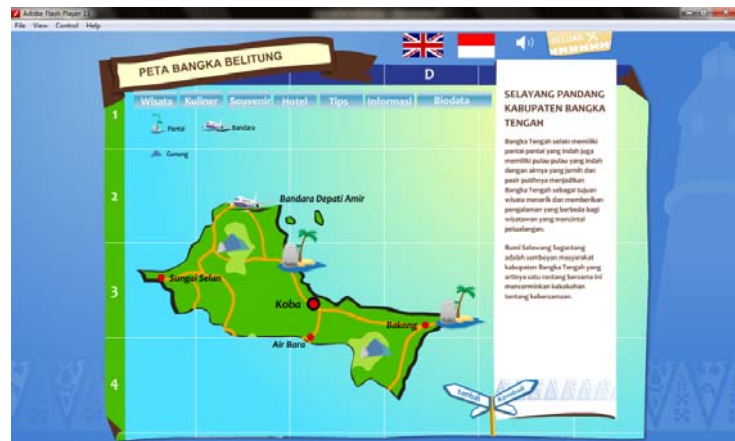 Adobe Flash Player 11
File View Control Help
PETA BANGKA BELITUNG
KELUAR
D
Wisata Kuliner Souvenir Hotel Tips Informasi Biodata
1
Pantai
Bandara
Gunung
2
Bandara Depati Amir
Sungai Selan
3
Koba
Bakong
Air Bara
4
SELAYANG PANDANG
KABUPATEN BANGKA
TENGAH
Bangka Tengah selain memiliki
pantai-pantai yang indah juga
memiliki pulau-pulau yang indah
dengan airnya yang jernih dan
pasir putihnya menjadikan
Bangka Tengah sebagai tujuan
wisata menarik dan memberikan
pengalaman yang berbeda bagi
wisatawan yang mencintai
petualangan.
Bumi Selawang Segantang
adalah semboyan masyarakat
kabupaten Bangka Tengah yang
artinya satu rantang bersama ini
mencerminkan kekokohan
tentang kebersamaan.
Kembali